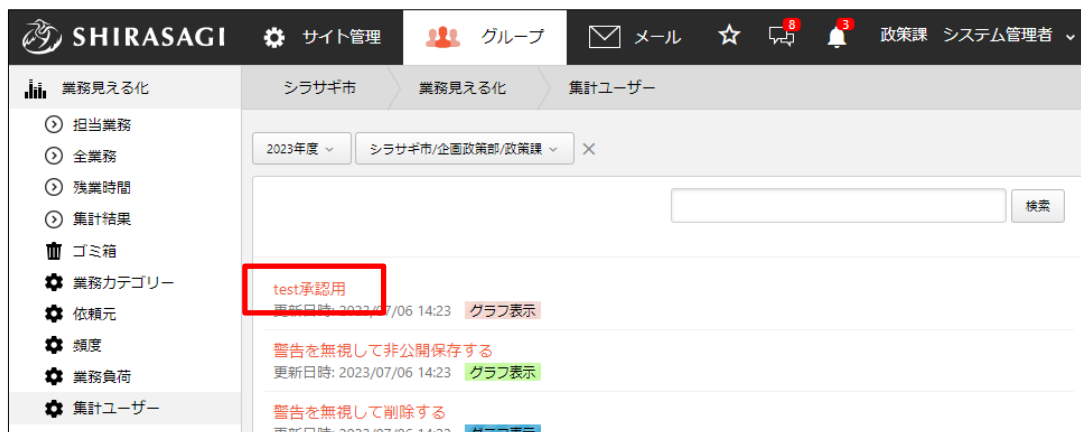 SHIRASAGI サイト管理 グループ メール 8 3 政策課 システム管理者
業務見える化 シラサギ市 業務見える化 集計ユーザー
担当業務
全業務
残業時間
集計結果
ゴミ箱
業務カテゴリー
依頼元
頻度
業務負荷
集計ユーザー
2023年度 シラサギ市/企画政策部/政策課 ×
検索
test承認用
更新日時: 2023/07/06 14:23 グラフ表示
警告を無視して非公開保存する
更新日時: 2023/07/06 14:23 グラフ表示
警告を無視して削除する